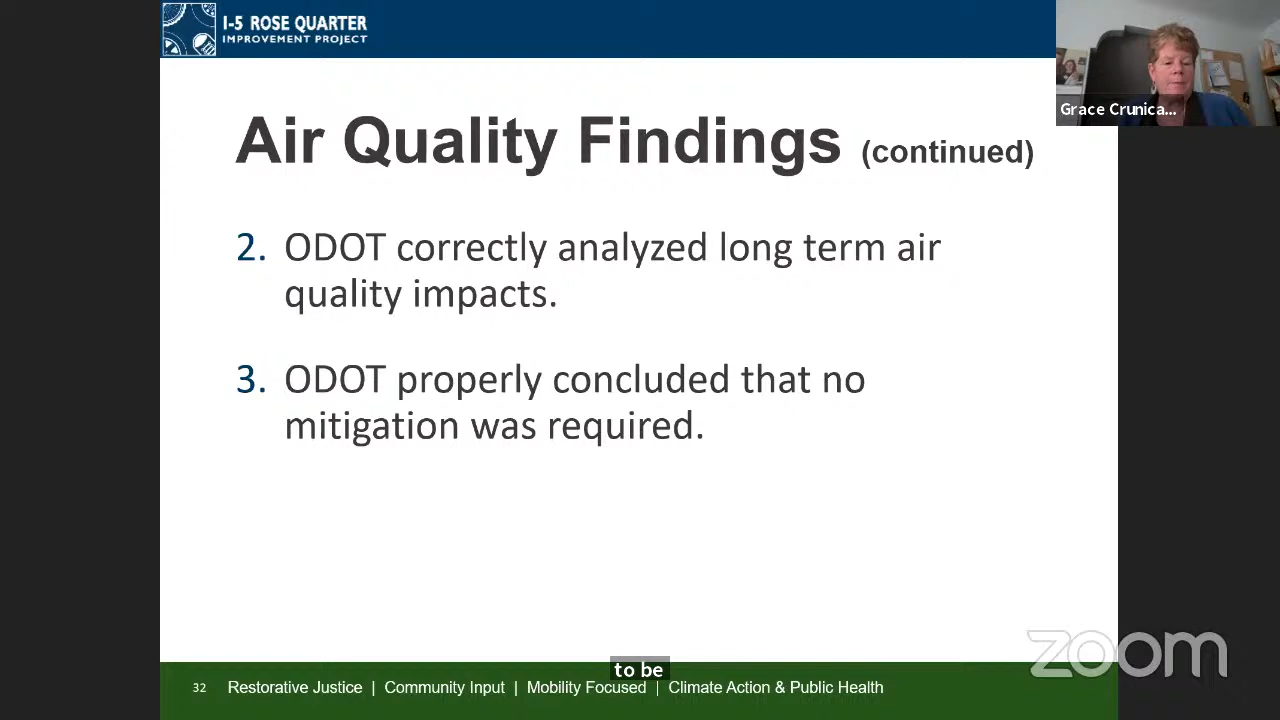 I-5 ROSE QUARTER
IMPROVEMENT PROJECT
Grace Crunica...
Air Quality Findings (continued)
2. ODOT correctly analyzed long term air
quality impacts.
3. ODOT properly concluded that no
mitigation was required.
zoom
to be
32 Restorative Justice | Community Input | Mobility Focused | Climate Action & Public Health